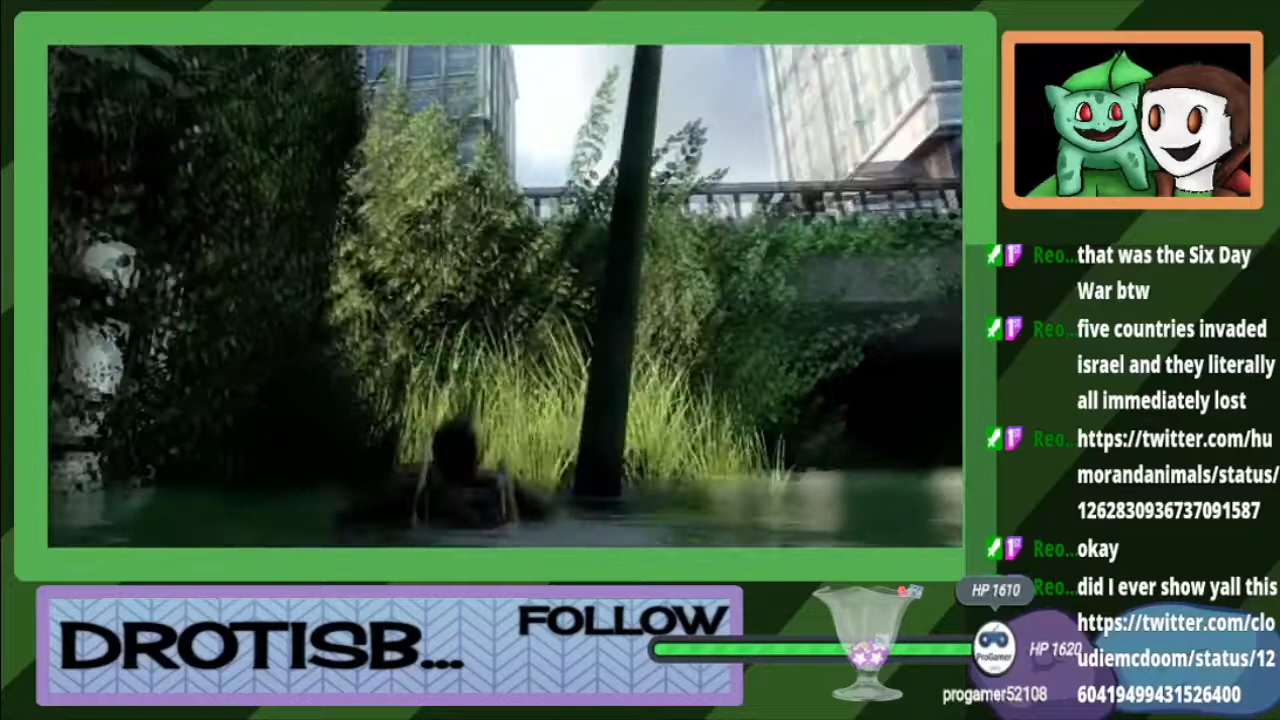 Reo... that was the Six Day
War btw
Reo... five countries invaded
israel and they literally
all immediately lost
Reo... https://twitter.com/hu
morandanimals/status/
1262830936737091587
Reo... okay
Reo... did I ever show yall this
https://twitter.com/clo
udiemcdoom/status/12
60419499431526400
DROTISB...
FOLLOW
HP 1610
ProGamer
HP 1620
progamer52108